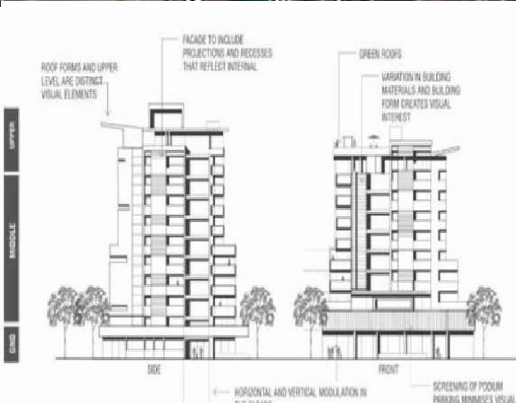 FACADE TO INCLUDE
PROJECTIONS AND RECESSES
THAT REFLECT INTERNAL
ROOF FORMS AND UPPER
LEVEL ARE DISTINCT
VISUAL ELEMENTS
GREEN ROOFS
VARIATION IN BUILDING
MATERIALS AND BUILDING
FORM CREATES VISUAL
INTEREST
UPPER
MIDDLE
GND
SIDE
FRONT
HORIZONTAL AND VERTICAL MODULATION IN
SCREENING OF PODIUM
PARKING MINIMISES VISUAL